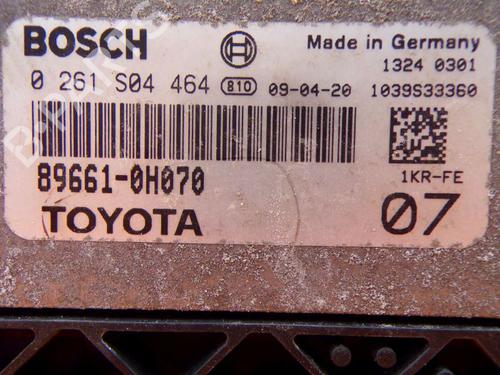 BOSCH
Made in Germany
1324 0301
0 261 S04 464 810 09-04-20 1039S33360
89661-0H070
1KR-FE
TOYOTA
07